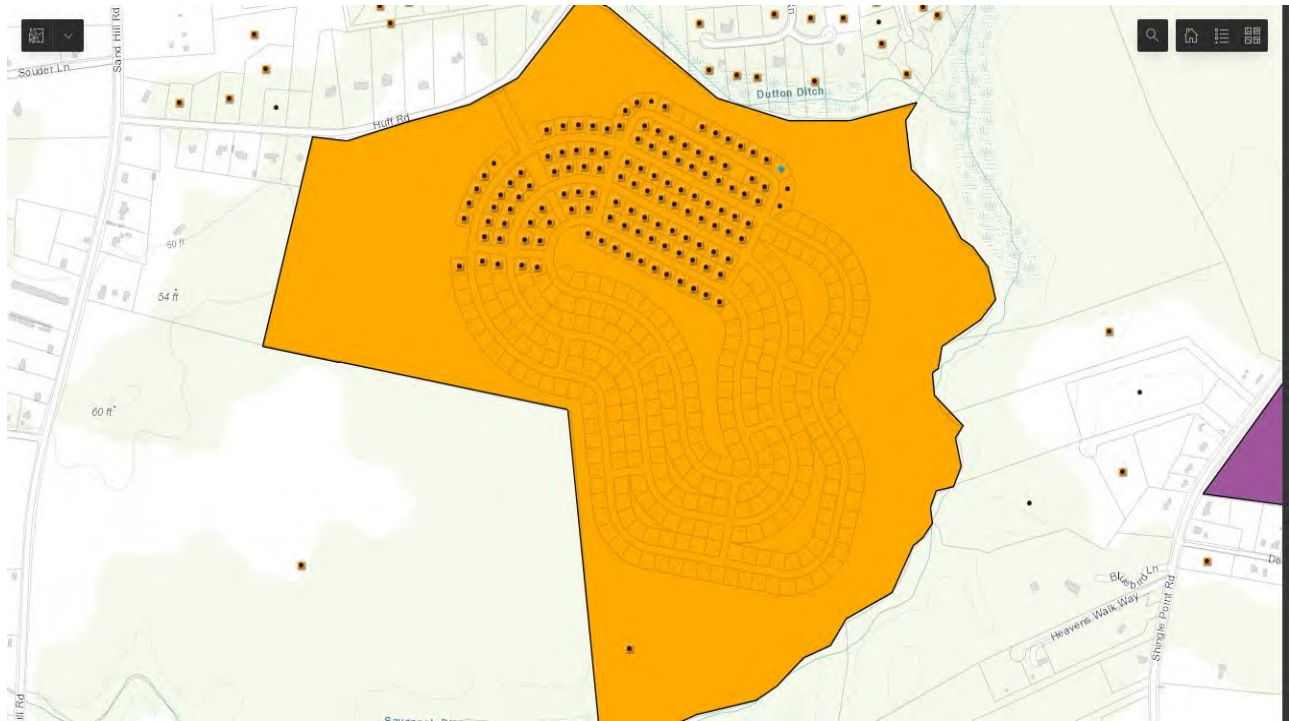 Souder Ln
Sand Hill Rd
Huff Rd
Dutton Ditch
50 ft
54 ft
60 ft
Bluebird Ln
Heavens Walk Way
Shingle Point Rd